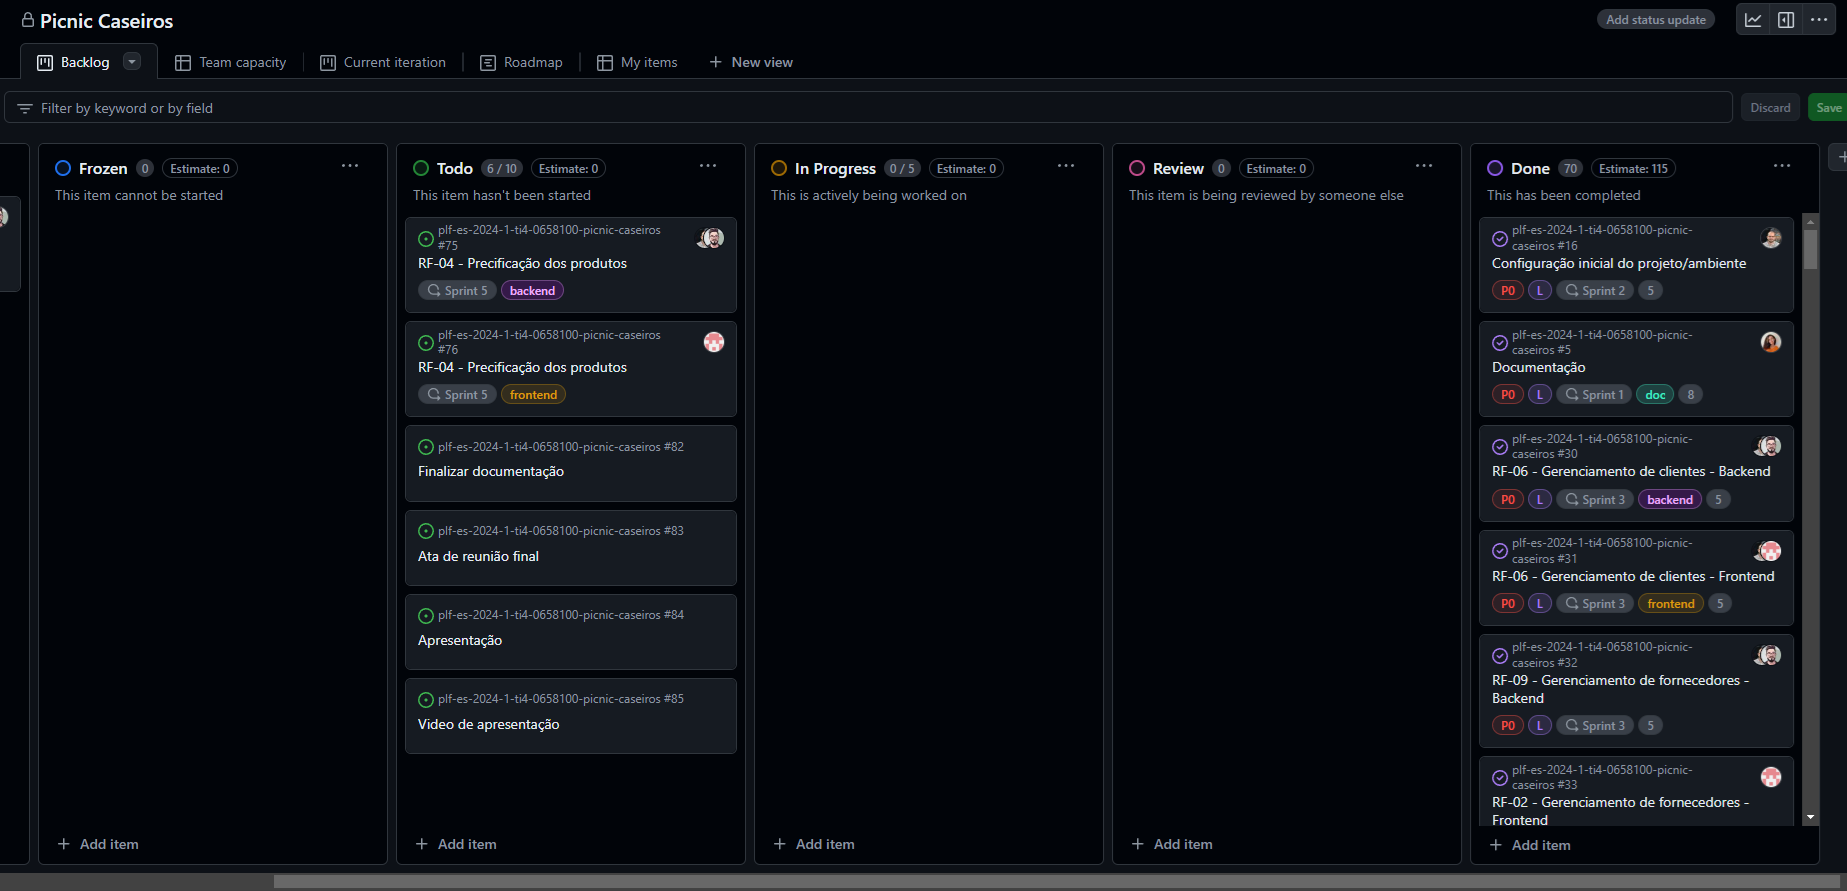 Picnic Caseiros
Add status update
Backlog
Team capacity
Current iteration
Roadmap
My items
New view
Filter by keyword or by field
Discard
Save
Frozen 0 Estimate: 0
This item cannot be started
Add item
Todo 6 / 10 Estimate: 0
This item hasn't been started
plf-es-2024-1-ti4-0658100-picnic-caseiros
#75
RF-04 - Precificação dos produtos
Sprint 5 backend
plf-es-2024-1-ti4-0658100-picnic-caseiros
#76
RF-04 - Precificação dos produtos
Sprint 5 frontend
plf-es-2024-1-ti4-0658100-picnic-caseiros #82
Finalizar documentação
plf-es-2024-1-ti4-0658100-picnic-caseiros #83
Ata de reunião final
plf-es-2024-1-ti4-0658100-picnic-caseiros #84
Apresentação
plf-es-2024-1-ti4-0658100-picnic-caseiros #85
Video de apresentação
Add item
In Progress 0 / 5 Estimate: 0
This is actively being worked on
Add item
Review 0 Estimate: 0
This item is being reviewed by someone else
Add item
Done 70 Estimate: 115
This has been completed
plf-es-2024-1-ti4-0658100-picnic-
caseiros #16
Configuração inicial do projeto/ambiente
P0 L Sprint 2 5
plf-es-2024-1-ti4-0658100-picnic-
caseiros #5
Documentação
P0 L Sprint 1 doc 8
plf-es-2024-1-ti4-0658100-picnic-
caseiros #30
RF-06 - Gerenciamento de clientes - Backend
P0 L Sprint 3 backend 5
plf-es-2024-1-ti4-0658100-picnic-
caseiros #31
RF-06 - Gerenciamento de clientes - Frontend
P0 L Sprint 3 frontend 5
plf-es-2024-1-ti4-0658100-picnic-
caseiros #32
RF-09 - Gerenciamento de fornecedores -
Backend
P0 L Sprint 3 5
plf-es-2024-1-ti4-0658100-picnic-
caseiros #33
RF-02 - Gerenciamento de fornecedores -
Frontend
Add item